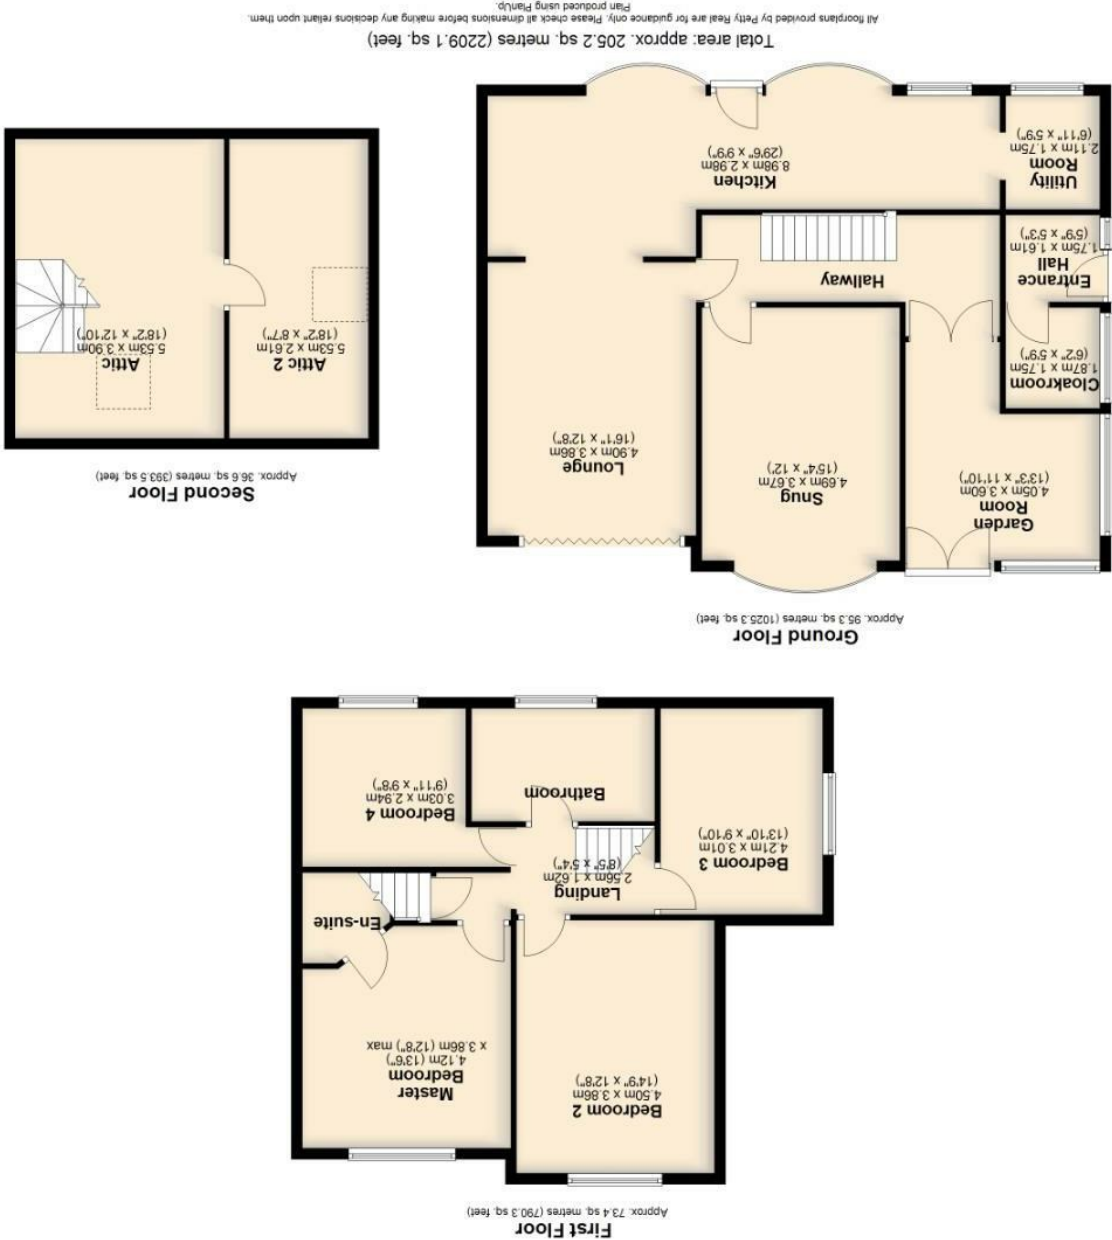 First Floor
Approx. 73.4 sq. metres (790.3 sq. feet)
Bedroom 2
4.50m x 3.86m
(14'9" x 12'8")
Master
Bedroom
4.12m (13'6")
x 3.86m (12'8") max
En-suite
Landing
2.56m x 1.62m
(8'5" x 5'4")
Bedroom 3
4.21m x 3.01m
(13'10" x 9'10")
Bathroom
Bedroom 4
3.03m x 2.94m
(9'11" x 9'8")
Ground Floor
Approx. 95.3 sq. metres (1025.3 sq. feet)
Garden
Room
4.05m x 3.60m
(13'3" x 11'10")
Snug
4.69m x 3.67m
(15'4" x 12')
Lounge
4.90m x 3.86m
(16'1" x 12'8")
Cloakroom
1.87m x 1.75m
(6'2" x 5'9")
Entrance
Hall
1.75m x 1.61m
(5'9" x 5'3")
Hallway
Utility
Room
2.11m x 1.75m
(6'11" x 5'9")
Kitchen
8.98m x 2.98m
(29'6" x 9'9")
Second Floor
Approx. 36.6 sq. metres (393.5 sq. feet)
Attic 2
5.53m x 2.61m
(18'2" x 8'7")
Attic
5.53m x 3.90m
(18'2" x 12'10")
Total area: approx. 205.2 sq. metres (2209.1 sq. feet)
All floorplans provided by Petty Real are for guidance only. Please check all dimensions before making any decisions reliant upon them.
Plan produced using PlanUp.